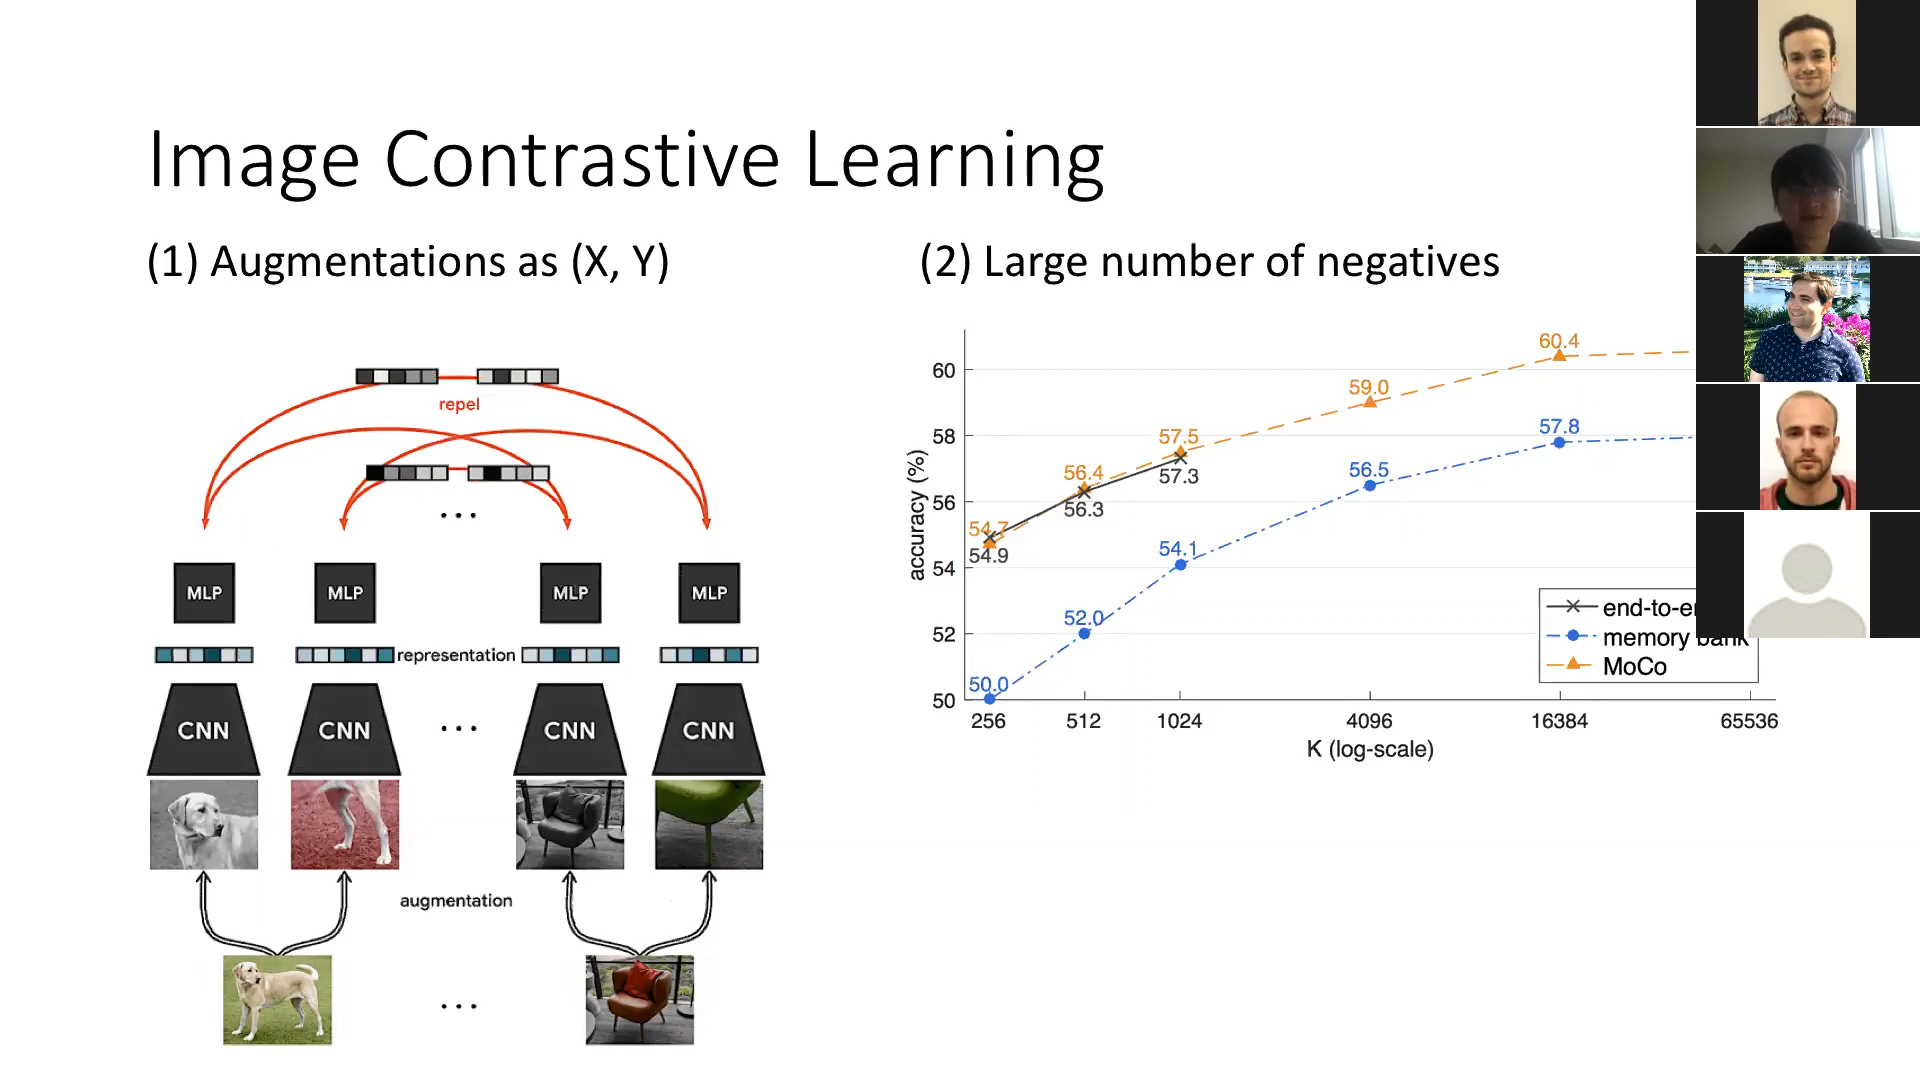 Image Contrastive Learning
(1) Augmentations as (X, Y)
repel
...
MLP MLP MLP MLP
representation
CNN CNN ... CNN CNN
augmentation
...
(2) Large number of negatives
accuracy (%)
60
58
56
54
52
50
54.7
56.4
57.5
59.0
60.4
54.9
56.3
57.3
50.0
52.0
54.1
56.5
57.8
256 512 1024 4096 16384 65536
K (log-scale)
memory bank
MoCo